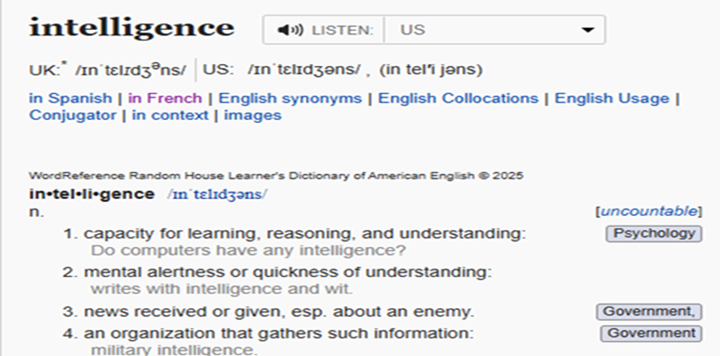 intelligence
LISTEN: US
UK:* /ɪnˈtɛlɪdʒᵊns/ US: /ɪnˈtɛlɪdʒəns/ , (in tel′i jəns)
in Spanish | in French | English synonyms | English Collocations | English Usage |
Conjugator | in context | images
WordReference Random House Learner's Dictionary of American English © 2025
in•tel•li•gence /ɪnˈtɛlɪdʒəns/
n. [uncountable]
1. capacity for learning, reasoning, and understanding: Psychology
Do computers have any intelligence?
2. mental alertness or quickness of understanding:
writes with intelligence and wit.
3. news received or given, esp. about an enemy. Government,
4. an organization that gathers such information: Government
military intelligence.